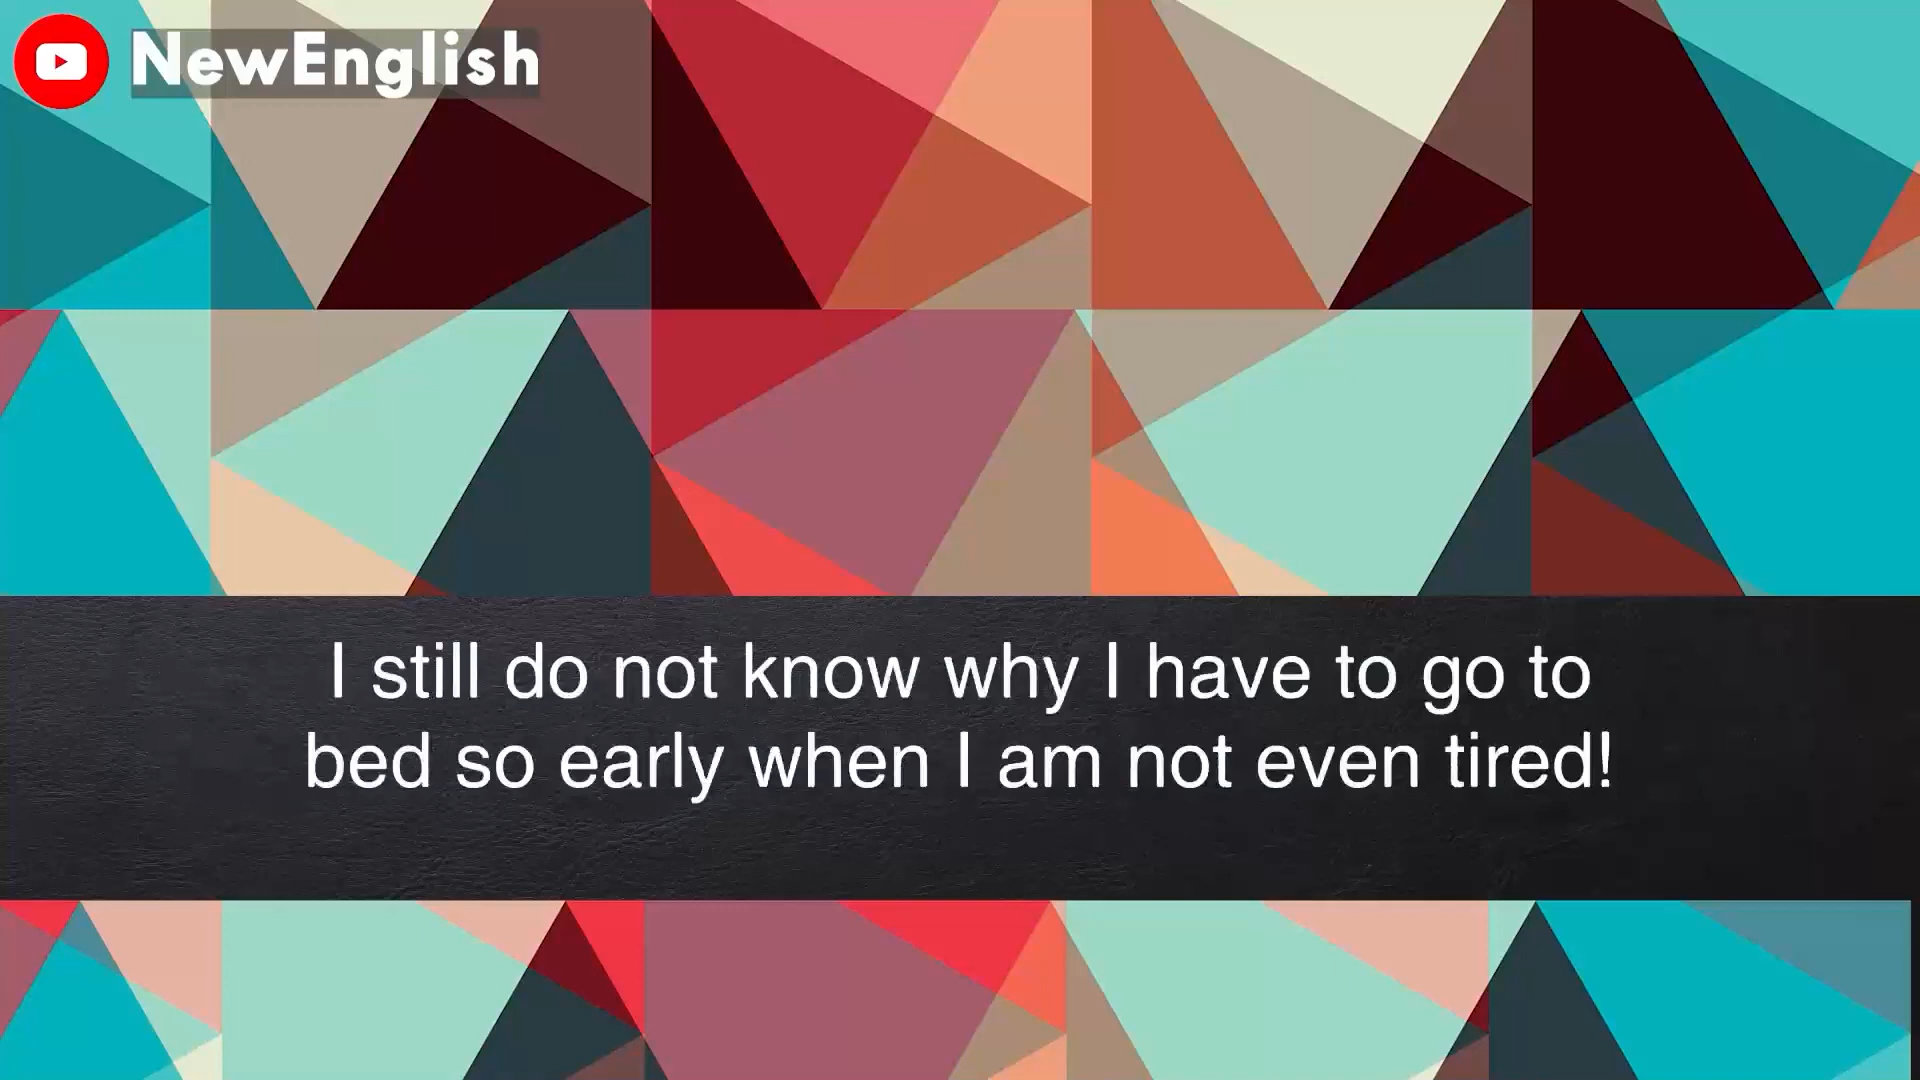 NewEnglish
I still do not know why I have to go to
bed so early when I am not even tired!